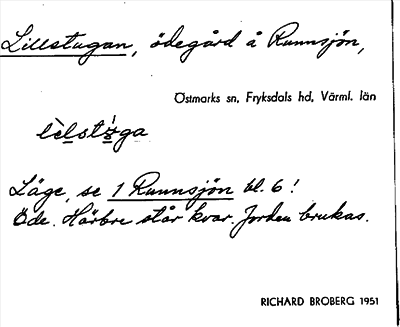 Lillstugan, ödegård å Runnsjön,
Östmarks sn, Fryksdals hd, Värml. län
Läge, se 1 Runnsjön bl. 6!
Öde. Härbre står kvar. Jorden brukas.
RICHARD BROBERG 1951